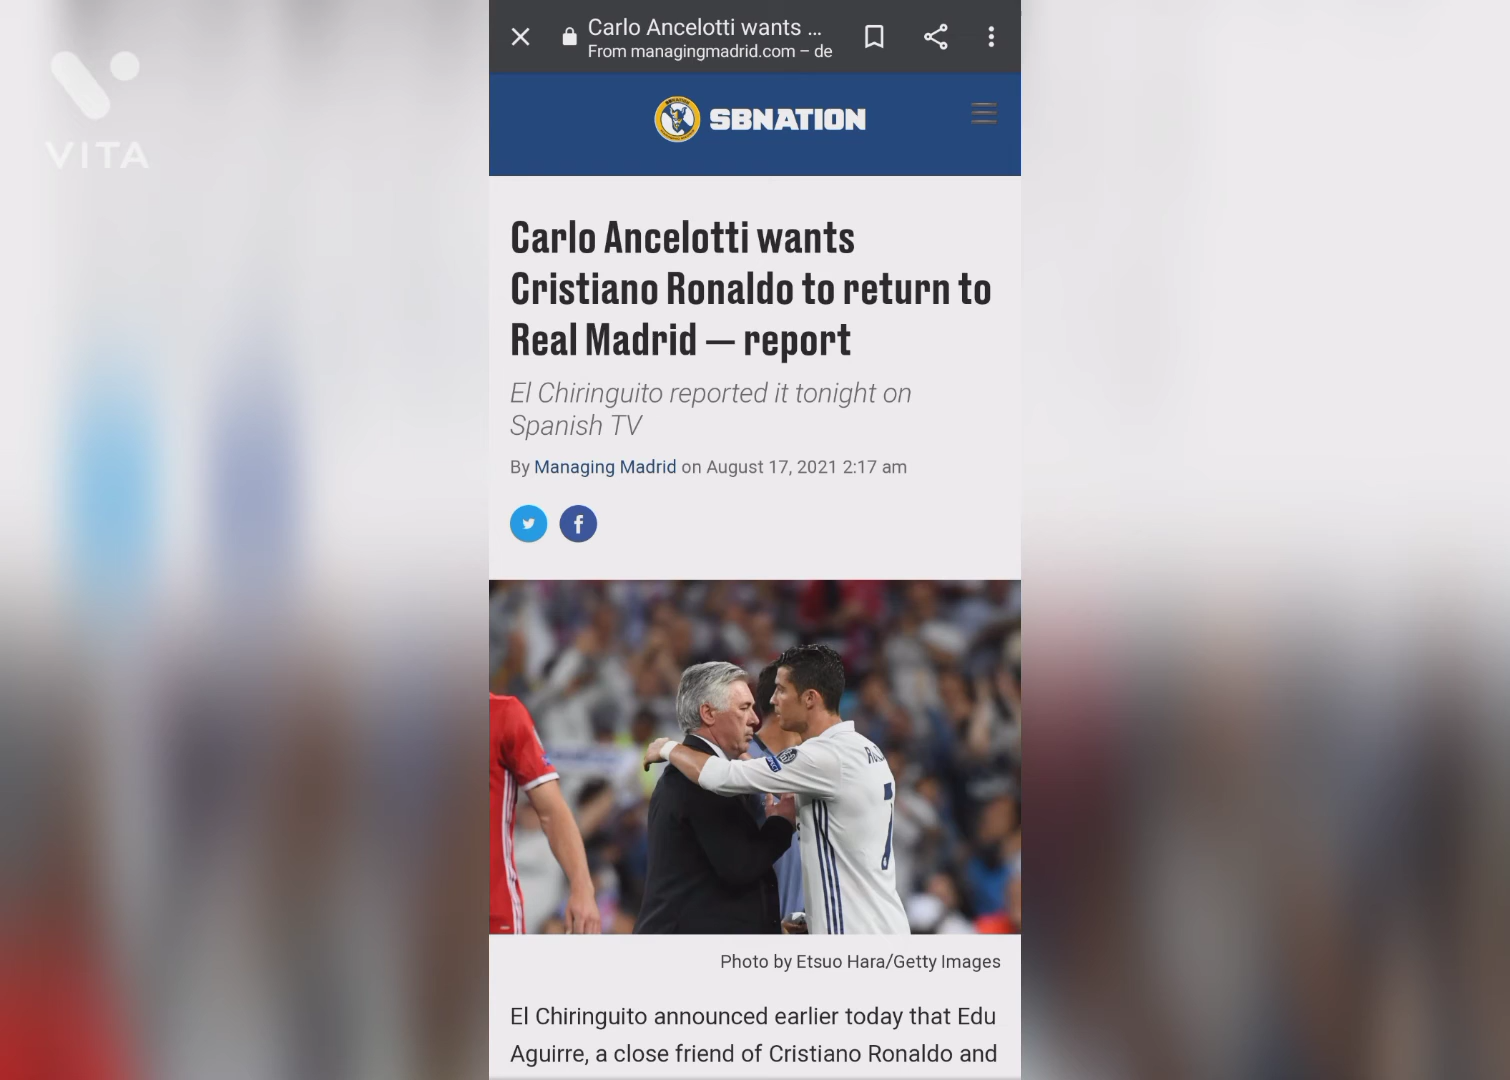 VITA
Carlo Ancelotti wants ...
From managingmadrid.com – de
SBNATION
Carlo Ancelotti wants
Cristiano Ronaldo to return to
Real Madrid — report
El Chiringuito reported it tonight on
Spanish TV
By Managing Madrid on August 17, 2021 2:17 am
7
Photo by Etsuo Hara/Getty Images
El Chiringuito announced earlier today that Edu
Aguirre, a close friend of Cristiano Ronaldo and